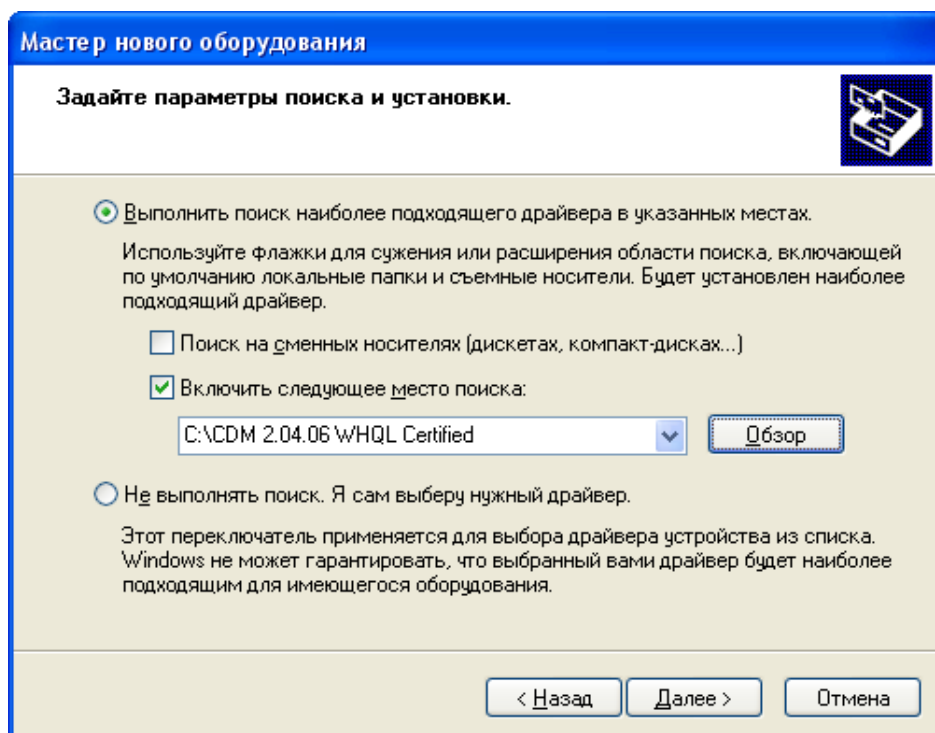 Мастер нового оборудования
Задайте параметры поиска и установки.
Выполнить поиск наиболее подходящего драйвера в указанных местах.
Используйте флажки для сужения или расширения области поиска, включающей
по умолчанию локальные папки и съемные носители. Будет установлен наиболее
подходящий драйвер.
Поиск на сменных носителях (дискетах, компакт-дисках...)
Включить следующее место поиска:
C:\CDM 2.04.06 WHQL Certified
Обзор
Не выполнять поиск. Я сам выберу нужный драйвер.
Этот переключатель применяется для выбора драйвера устройства из списка.
Windows не может гарантировать, что выбранный вами драйвер будет наиболее
подходящим для имеющегося оборудования.
< Назад Далее > Отмена